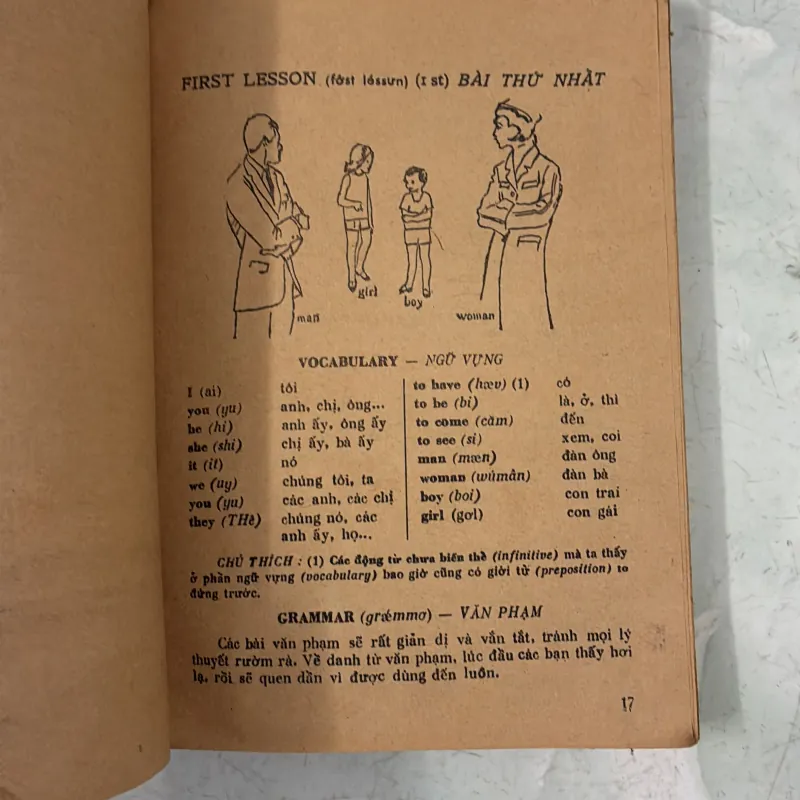 FIRST LESSON (fớst léssưn) (1 st) BÀI THỨ NHẤT
man
girl
boy
woman
VOCABULARY — NGỮ VỰNG
I (ai) tôi
you (yu) anh, chị, ông...
he (hi) anh ấy, ông ấy
she (shi) chị ấy, bà ấy
it (it) nó
we (uy) chúng tôi, ta
you (yu) các anh, các chị
they (THê) chúng nó, các
anh ấy, họ...
to have (hæv) (1) có
to be (bi) là, ở, thì
to come (căm) đến
to see (si) xem, coi
man (mæn) đàn ông
woman (wúmân) đàn bà
boy (boi) con trai
girl (gơl) con gái
CHÚ THÍCH : (1) Các động từ chưa biến thể (infinitive) mà ta thấy
ở phần ngữ vựng (vocabulary) bao giờ cũng có giới từ (preposition) to
đứng trước.
GRAMMAR (grǽmmơ) — VĂN PHẠM
Các bài văn phạm sẽ rất giản dị và vắn tắt, tránh mọi lý
thuyết rườm rà. Về danh từ văn phạm, lúc đầu các bạn thấy hơi
lạ, rồi sẽ quen dần vì được dùng đến luôn.
17